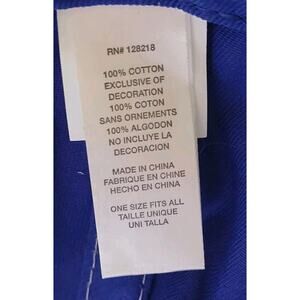 RN# 128218
100% COTTON
EXCLUSIVE OF
DECORATION
100% COTON
SANS ORNEMENTS
100% ALGODON
NO INCLUYE LA
DECORACION
MADE IN CHINA
FABRIQUE EN CHINE
HECHO EN CHINA
ONE SIZE FITS ALL
TAILLE UNIQUE
UNI TALLA